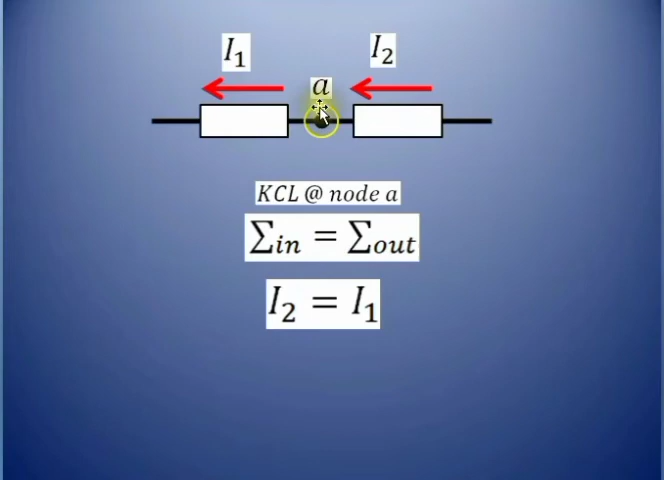 I₁ I₂
a
KCL @ node a
∑in = ∑out
I₂ = I₁